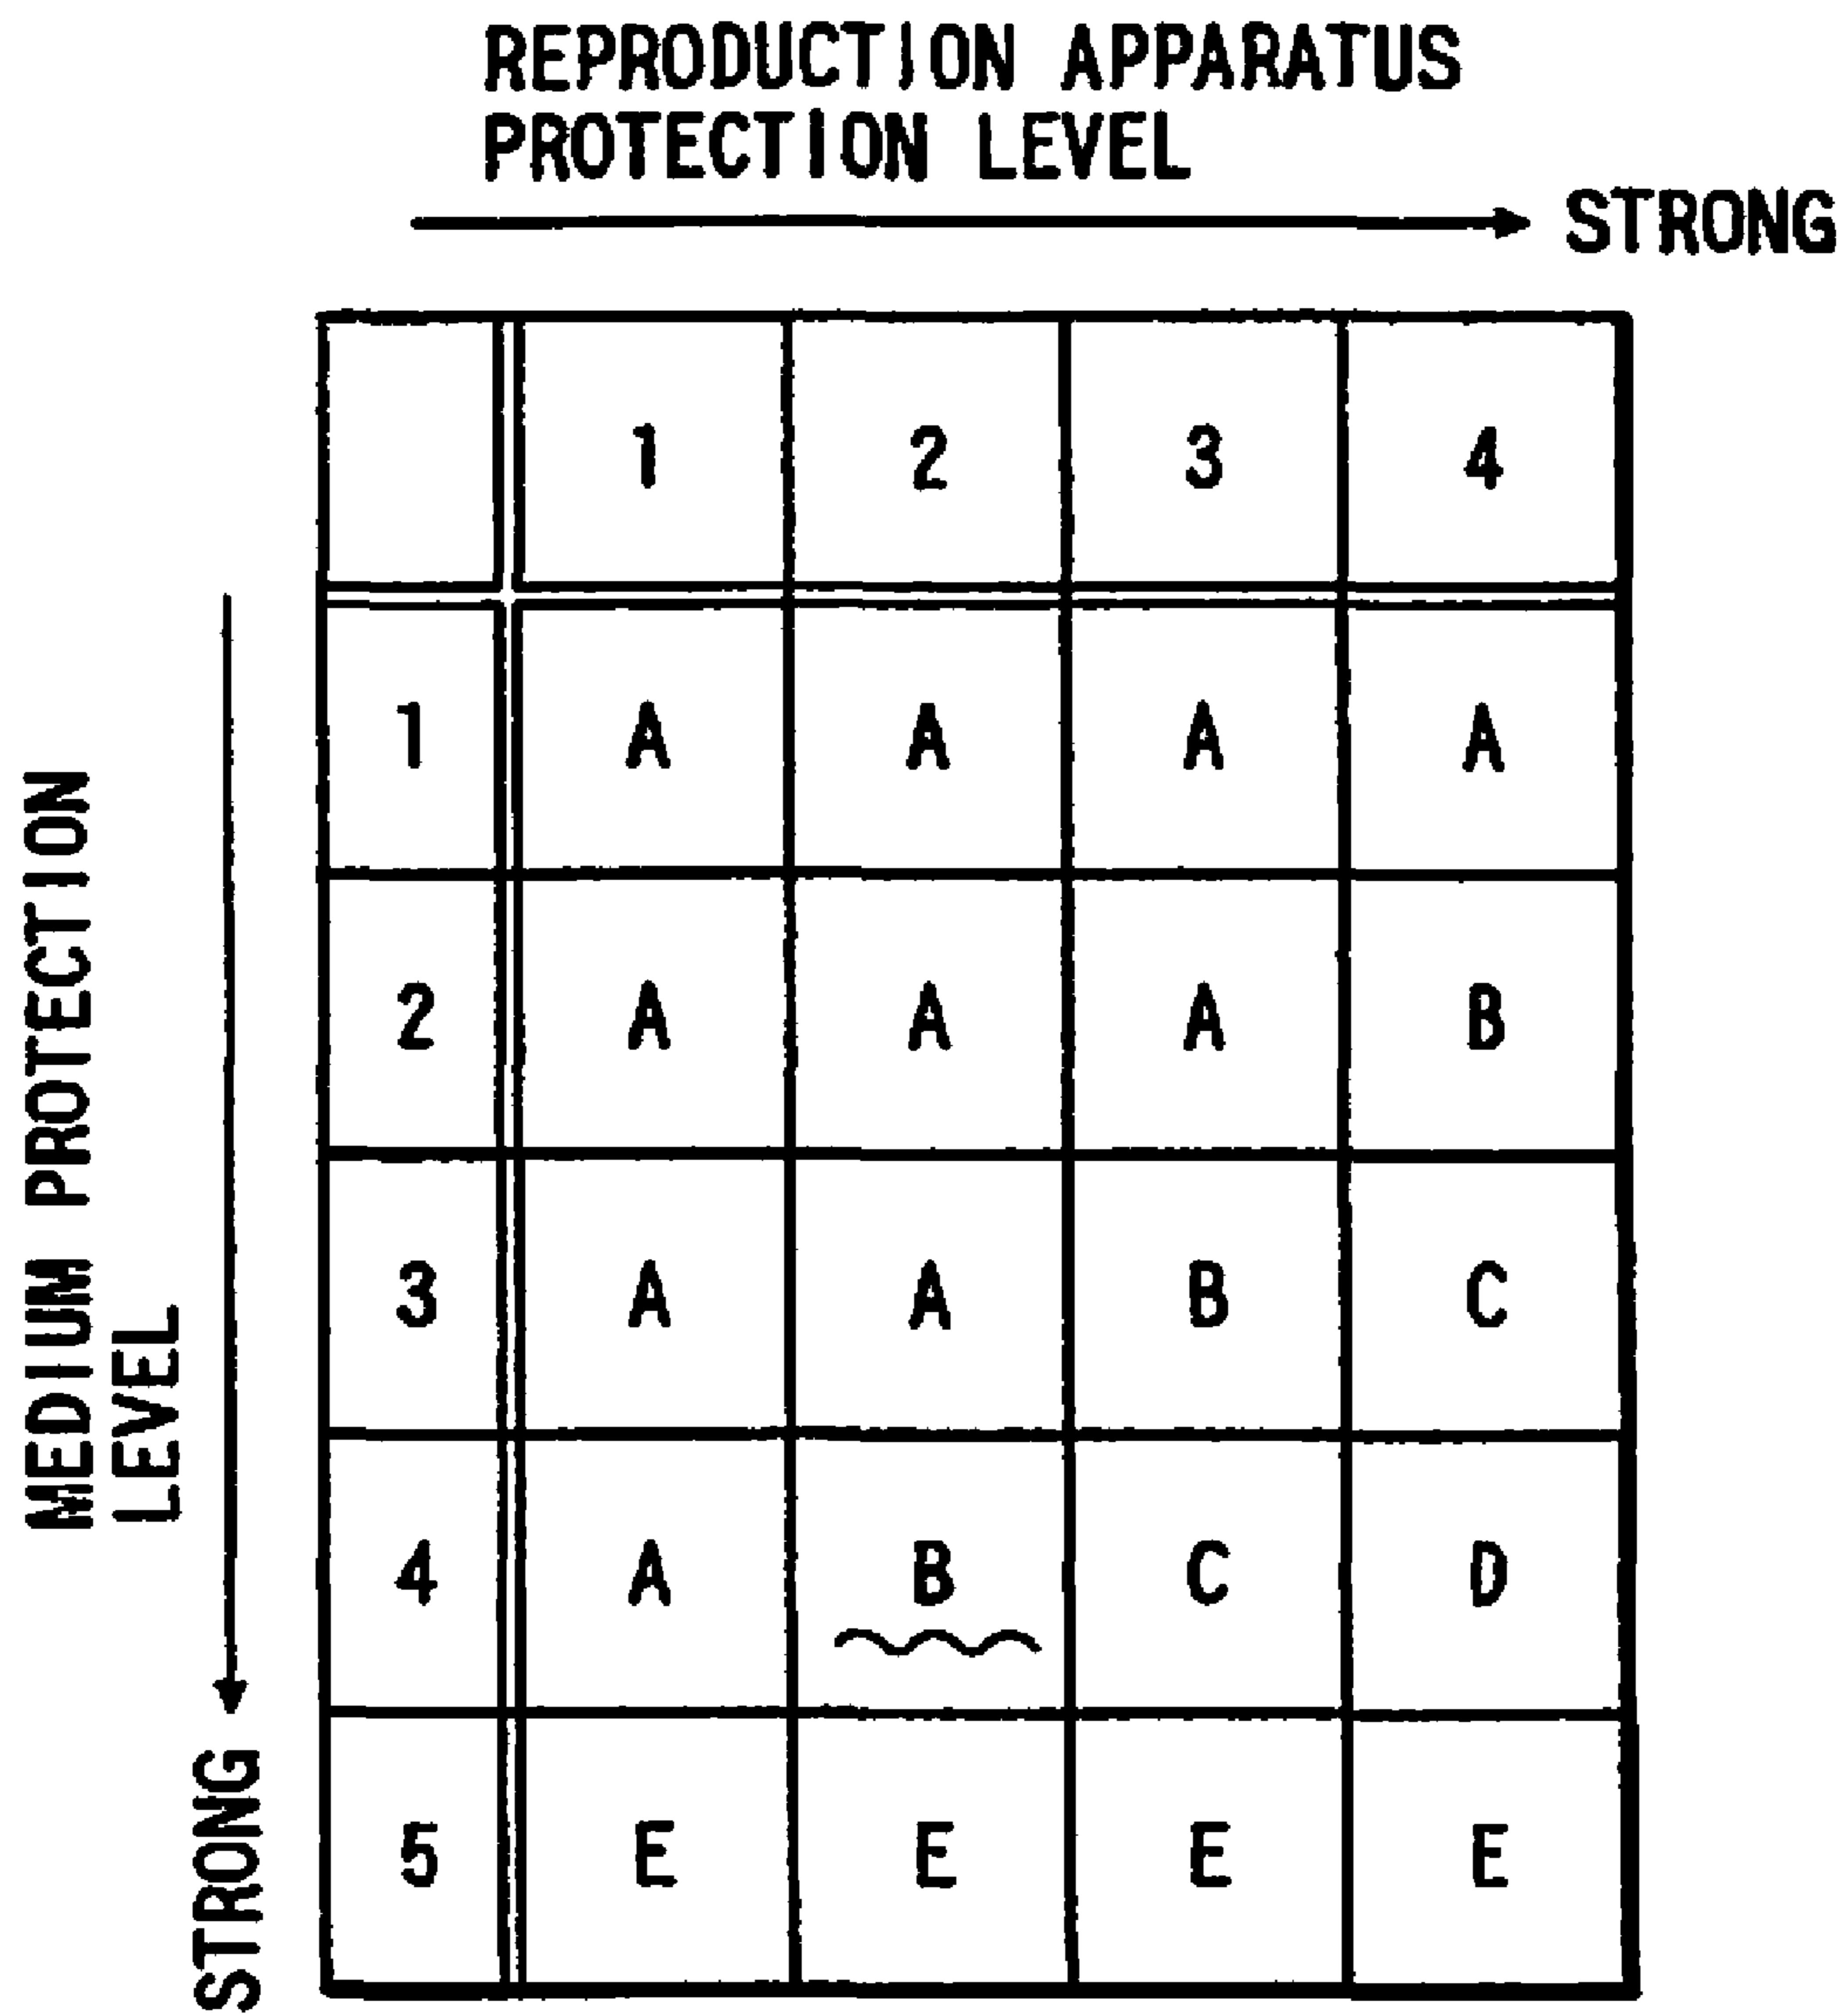 REPRODUCTION APPARATUS
PROTECTION LEVEL
STRONG
1 2 3 4
1 A A A A
2 A A A B
3 A A B C
4 A B C D
5 E E E E
MEDIUM PROTECTION
LEVEL
STRONG